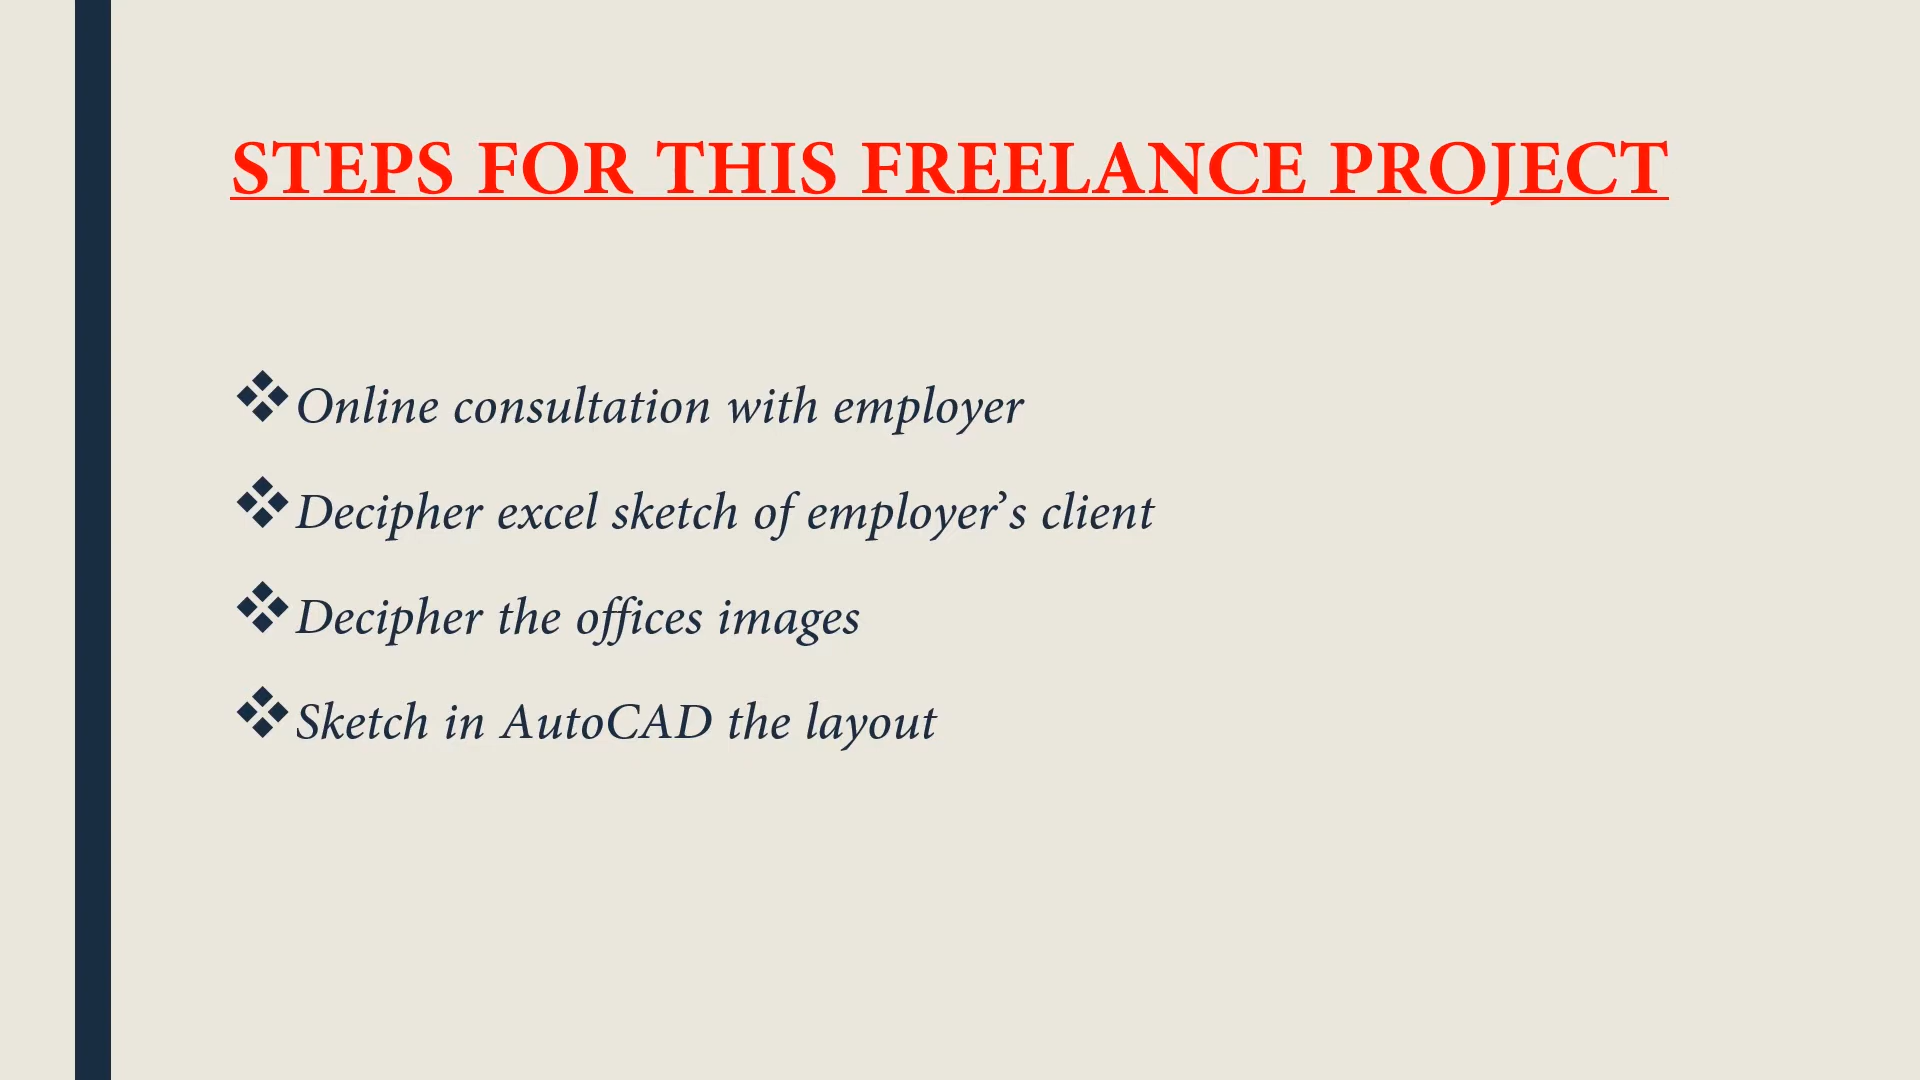 STEPS FOR THIS FREELANCE PROJECT
❖Online consultation with employer
❖Decipher excel sketch of employer’s client
❖Decipher the offices images
❖Sketch in AutoCAD the layout